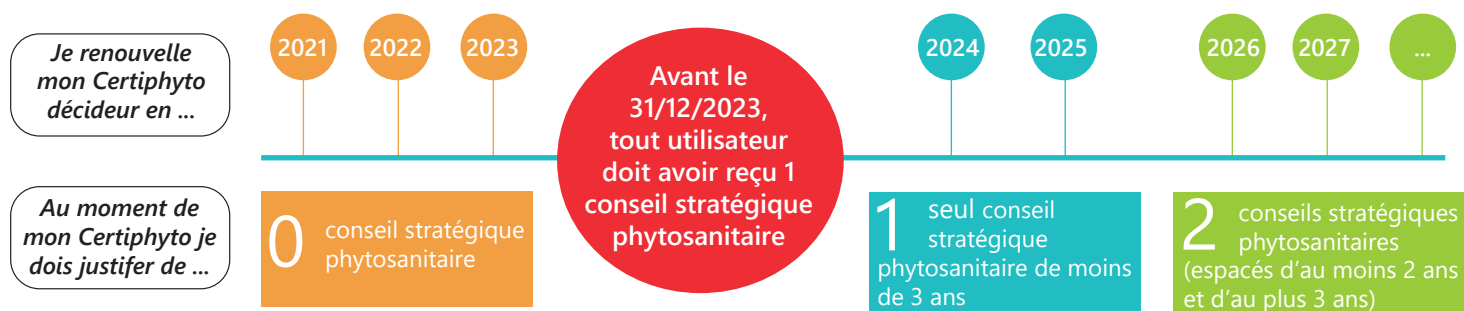 Je renouvelle
mon Certiphyto
décideur en ...
2021
2022
2023
Avant le
31/12/2023,
tout utilisateur
doit avoir reçu 1
conseil stratégique
phytosanitaire
2024
2025
2026
2027
...
Au moment de
mon Certiphyto je
dois justifer de ...
0 conseil stratégique
phytosanitaire
1 seul conseil
stratégique
phytosanitaire de moins
de 3 ans
2 conseils stratégiques
phytosanitaires
(espacés d'au moins 2 ans
et d'au plus 3 ans)